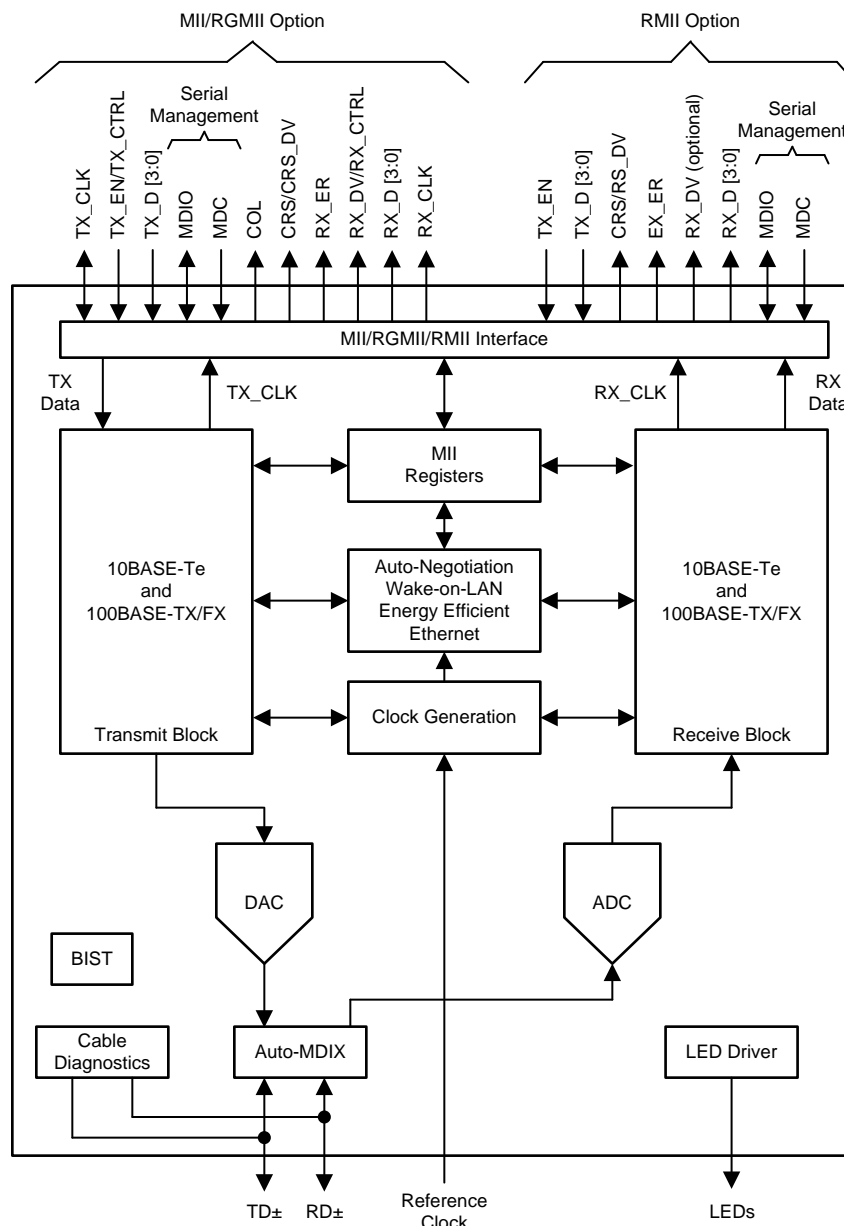 MII/RGMII Option
RMII Option
Serial
Management
Serial
Management
TX_CLK
TX_EN/TX_CTRL
TX_D [3:0]
MDIO
MDC
COL
CRS/CRS_DV
RX_ER
RX_DV/RX_CTRL
RX_D [3:0]
RX_CLK
TX_EN
TX_D [3:0]
CRS/RS_DV
EX_ER
RX_DV (optional)
RX_D [3:0]
MDIO
MDC
MII/RGMII/RMII Interface
TX
Data
TX_CLK
RX_CLK
RX
Data
MII
Registers
10BASE-Te
and
100BASE-TX/FX
Auto-Negotiation
Wake-on-LAN
Energy Efficient
Ethernet
10BASE-Te
and
100BASE-TX/FX
Transmit Block
Clock Generation
Receive Block
DAC
ADC
BIST
Cable
Diagnostics
Auto-MDIX
LED Driver
TD±
RD±
Reference
Clock
LEDs